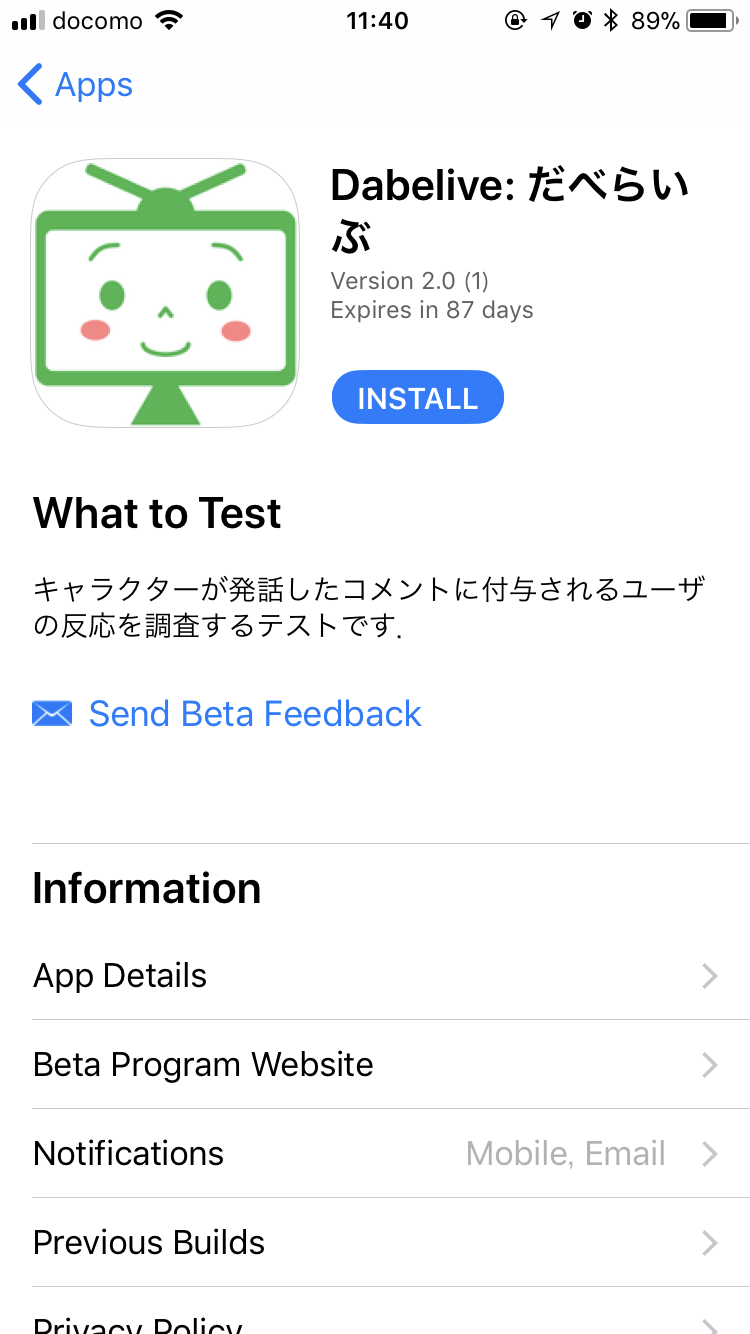 docomo 11:40 89%
Apps
Dabelive: だべらい
ぶ
Version 2.0 (1)
Expires in 87 days
INSTALL
What to Test
キャラクターが発話したコメントに付与されるユーザ
の反応を調査するテストです.
Send Beta Feedback
Information
App Details
Beta Program Website
Notifications Mobile, Email
Previous Builds
Privacy Policy